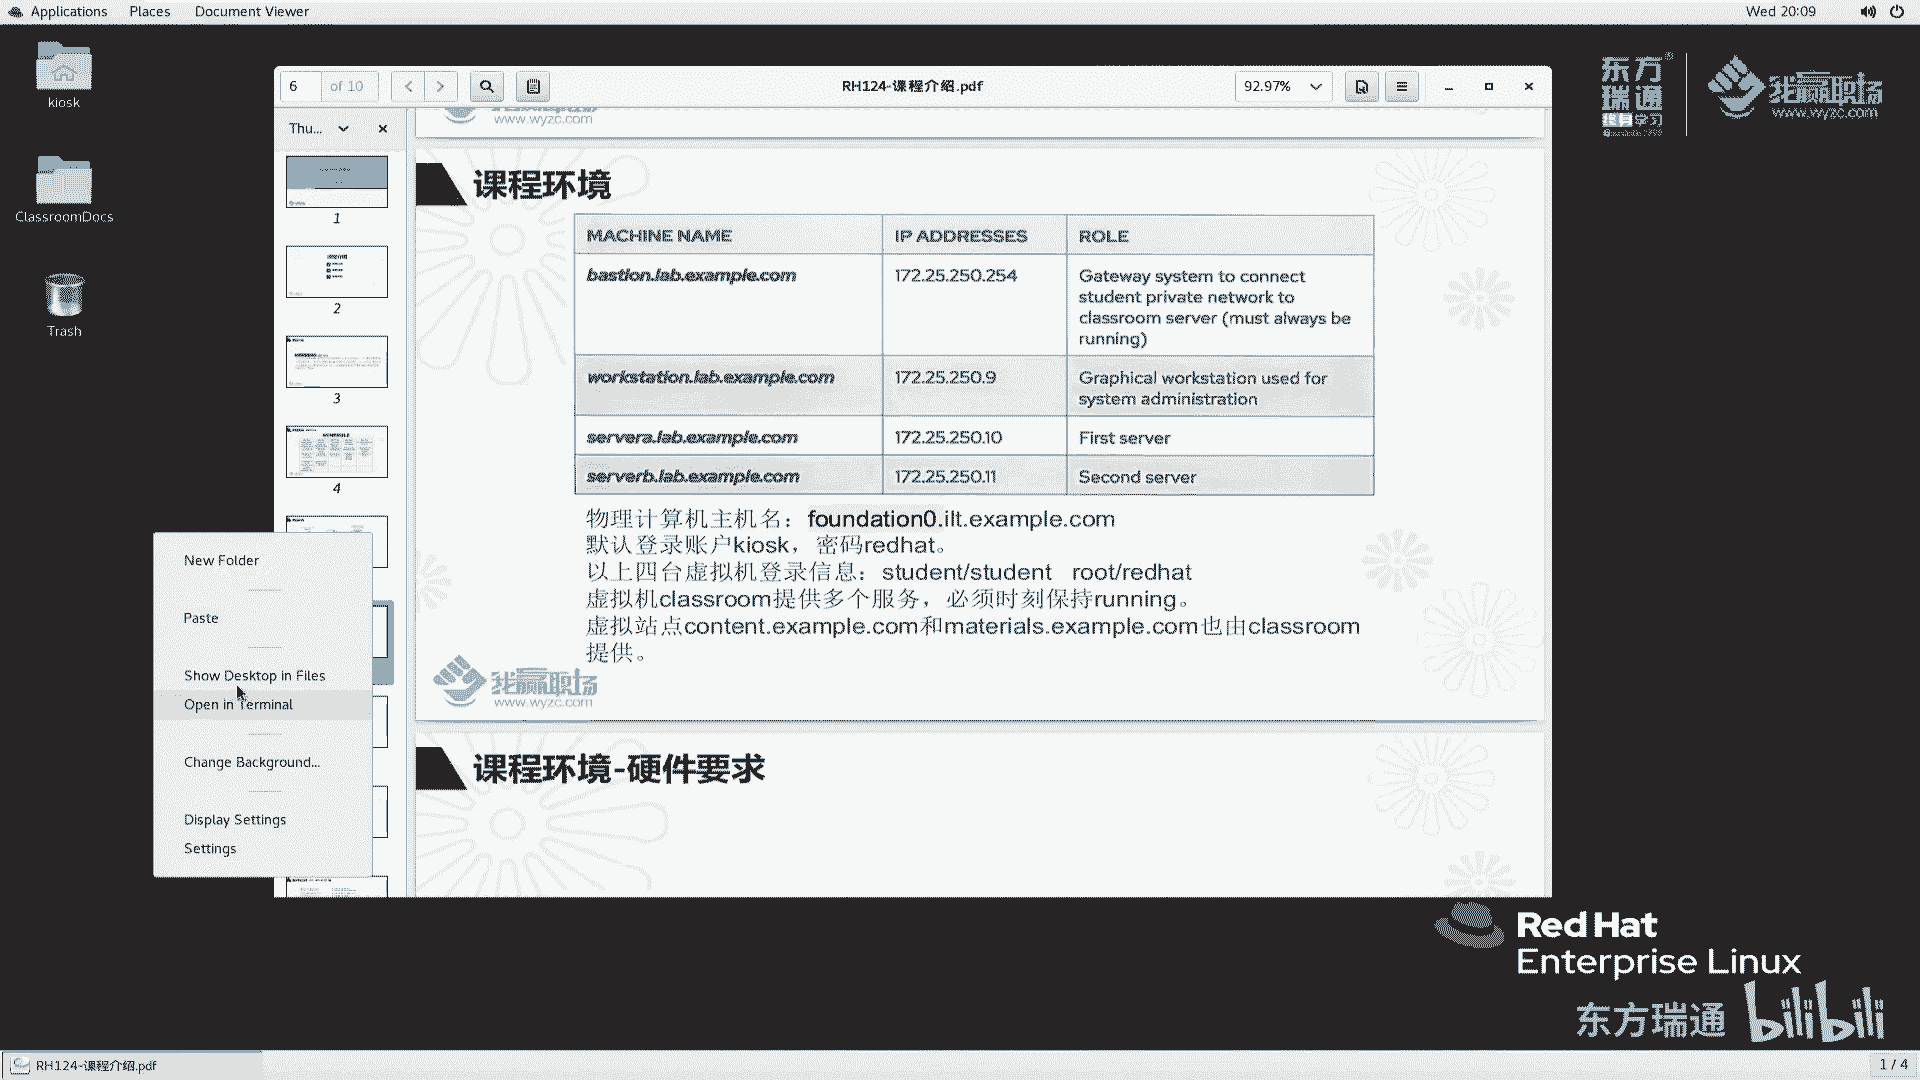 Applications Places Document Viewer Wed 20:09
kiosk
ClassroomDocs
Trash
6 of 10 RH124-课程介绍.pdf 92.97%
Thu...
1
2
3
4
www.wyzc.com
课程环境
MACHINE NAME IP ADDRESSES ROLE
bastion.lab.example.com 172.25.250.254 Gateway system to connect
student private network to
classroom server (must always be
running)
workstation.lab.example.com 172.25.250.9 Graphical workstation used for
system administration
servera.lab.example.com 172.25.250.10 First server
serverb.lab.example.com 172.25.250.11 Second server
物理计算机主机名：foundation0.ilt.example.com
默认登录账户kiosk，密码redhat。
以上四台虚拟机登录信息：student/student root/redhat
虚拟机classroom提供多个服务，必须时刻保持running。
虚拟站点content.example.com和materials.example.com也由classroom
提供。
我赢职场
www.wyzc.com
课程环境-硬件要求
New Folder
Paste
Show Desktop in Files
Open in Terminal
Change Background...
Display Settings
Settings
东方
瑞通
终身学习
我赢职场
www.wyzc.com
Red Hat
Enterprise Linux
东方瑞通 bilibili
RH124-课程介绍.pdf 1 / 4